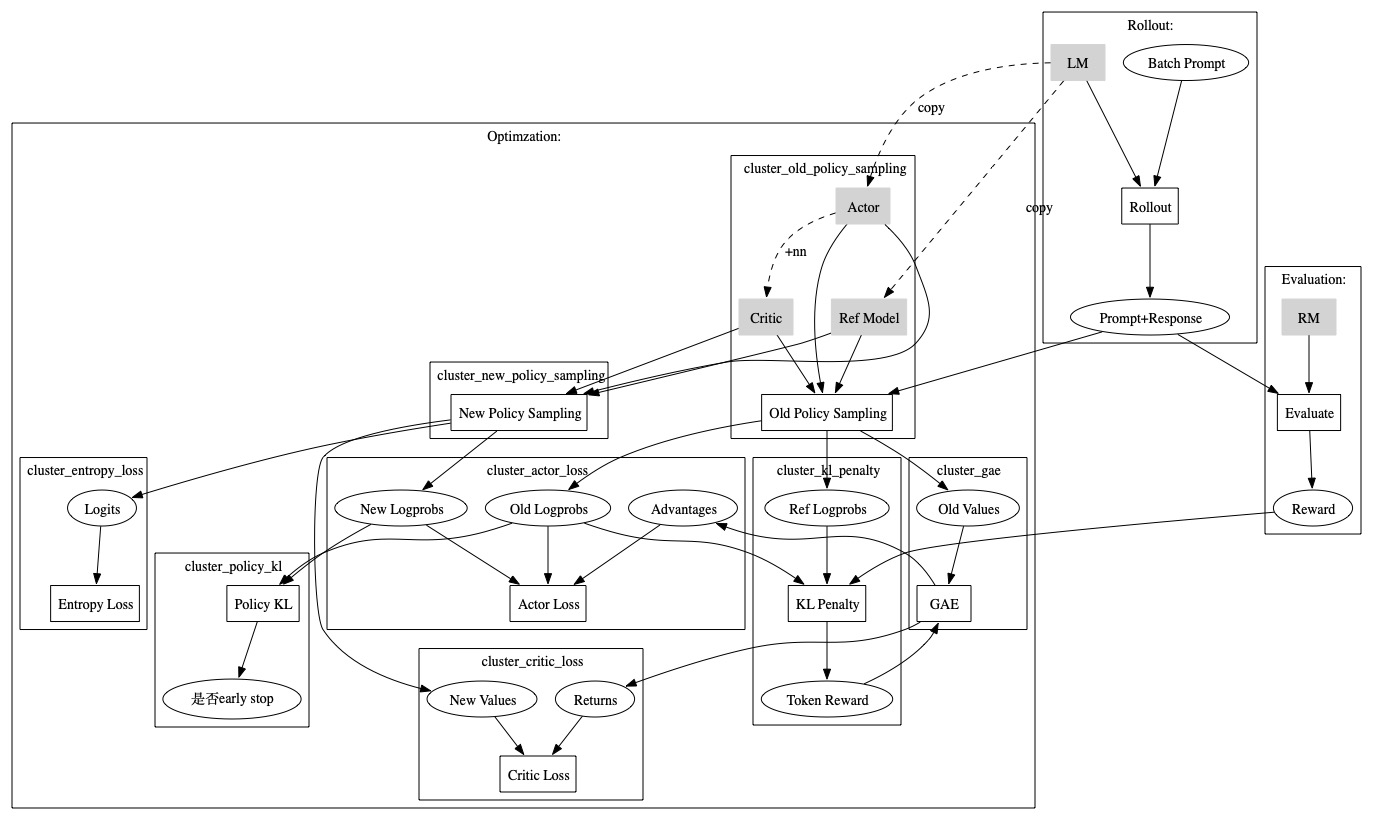 Rollout:
LM
Batch Prompt
copy
Optimzation:
cluster_old_policy_sampling
Actor
copy
Rollout
+nn
Evaluation:
Critic
Ref Model
Prompt+Response
RM
cluster_new_policy_sampling
New Policy Sampling
Old Policy Sampling
Evaluate
cluster_entropy_loss
cluster_actor_loss
cluster_kl_penalty
cluster_gae
Logits
New Logprobs
Old Logprobs
Advantages
Ref Logprobs
Old Values
Reward
cluster_policy_kl
Entropy Loss
Policy KL
Actor Loss
KL Penalty
GAE
cluster_critic_loss
是否early stop
New Values
Returns
Token Reward
Critic Loss